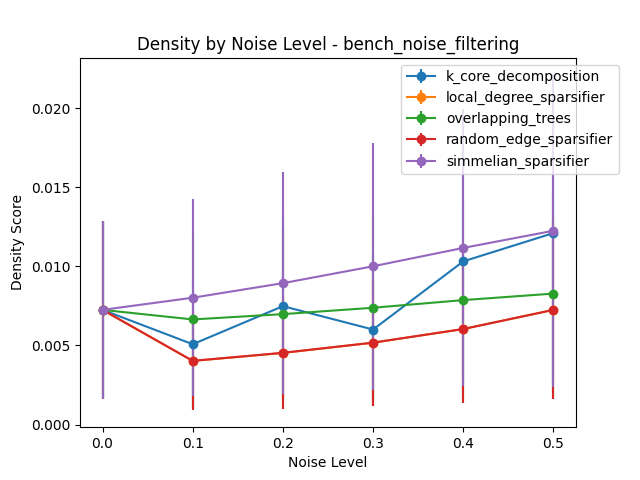 Density by Noise Level - bench_noise_filtering
k_core_decomposition
local_degree_sparsifier
overlapping_trees
random_edge_sparsifier
simmelian_sparsifier
Density Score
0.020
0.015
0.010
0.005
0.000
0.0 0.1 0.2 0.3 0.4 0.5
Noise Level